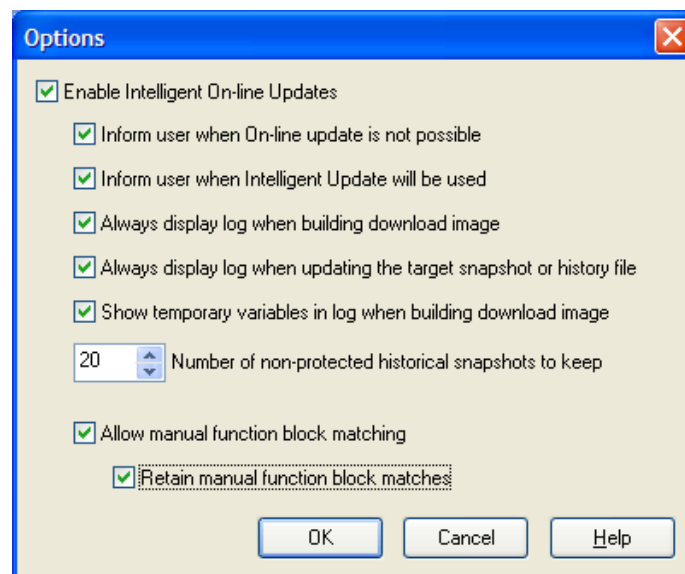 Options
Enable Intelligent On-line Updates
Inform user when On-line update is not possible
Inform user when Intelligent Update will be used
Always display log when building download image
Always display log when updating the target snapshot or history file
Show temporary variables in log when building download image
20 Number of non-protected historical snapshots to keep
Allow manual function block matching
Retain manual function block matches
OK Cancel Help